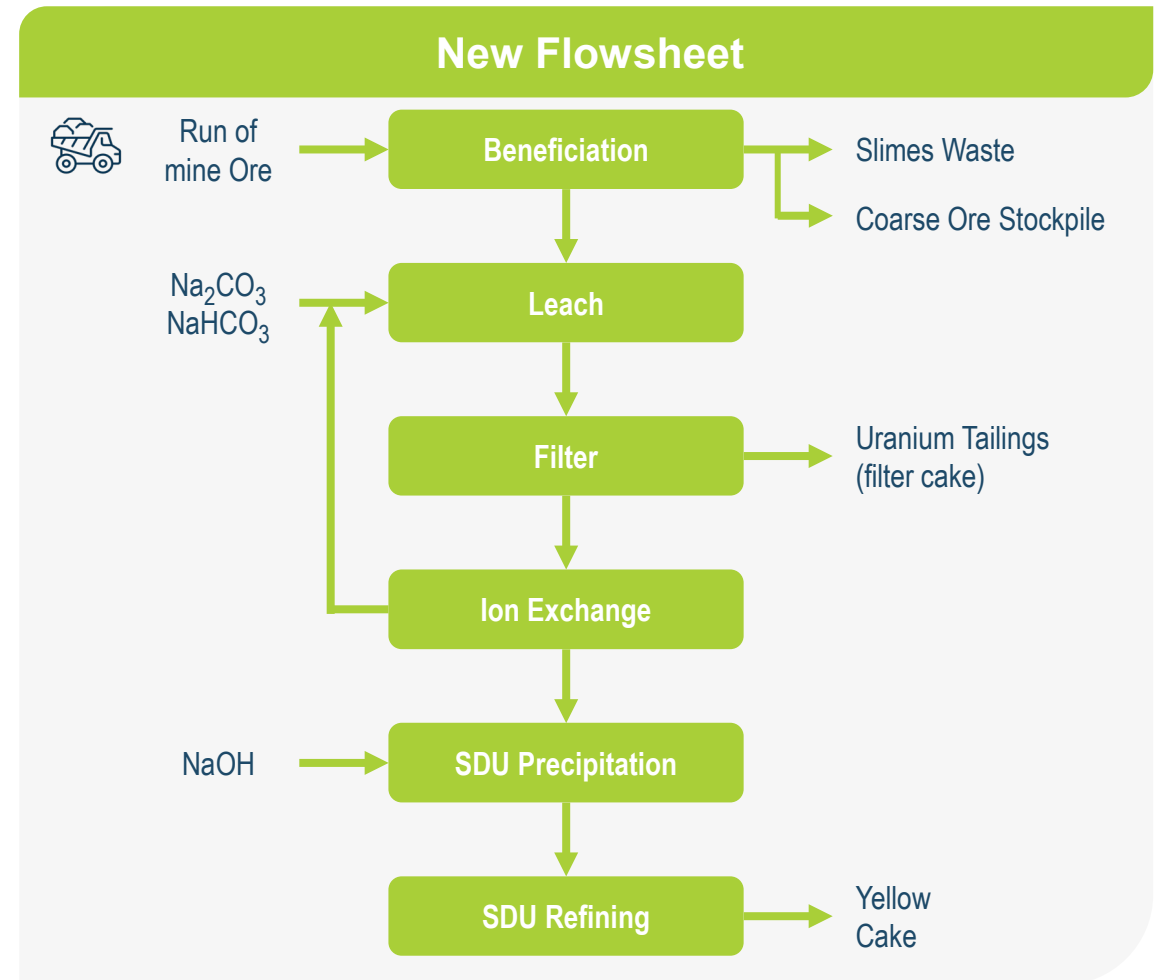 New Flowsheet
Run of
mine Ore
Beneficiation
Slimes Waste
Coarse Ore Stockpile
Na₂CO₃
NaHCO₃
Leach
Filter
Uranium Tailings
(filter cake)
Ion Exchange
NaOH
SDU Precipitation
SDU Refining
Yellow
Cake